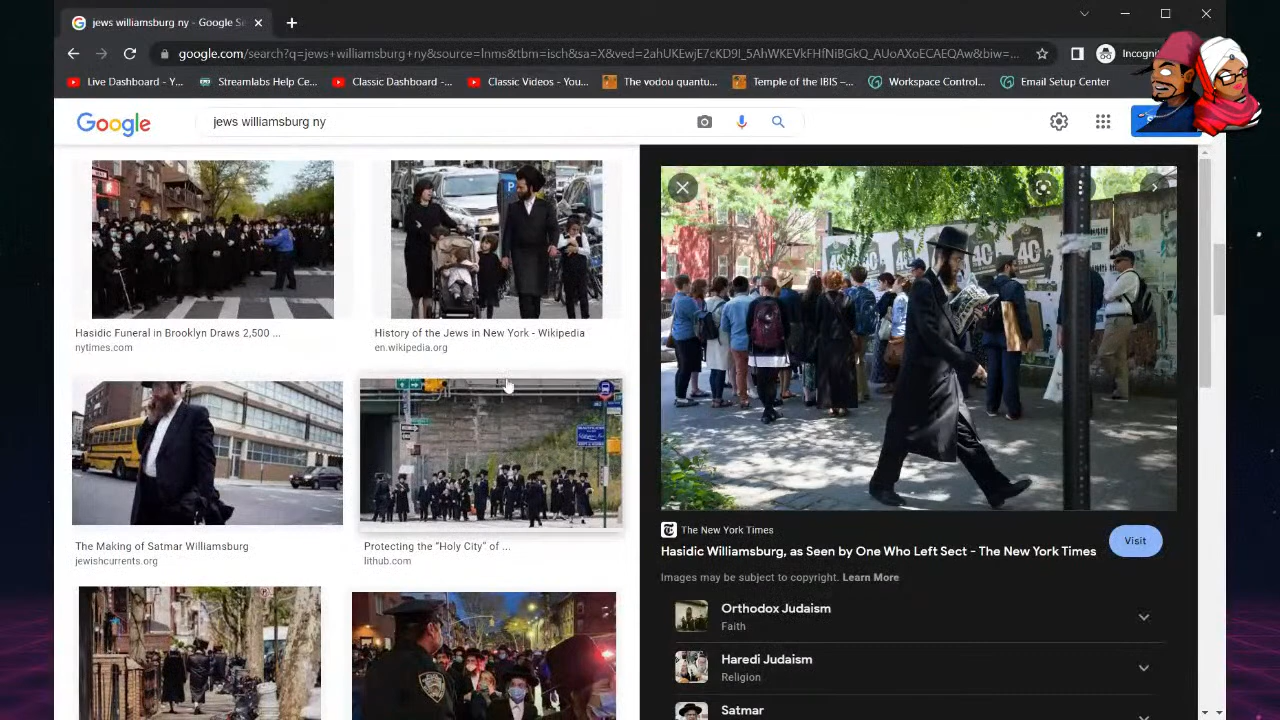 jews williamsburg ny - Google Se
google.com/search?q=jews+williamsburg+ny&source=lnms&tbm=isch&sa=X&ved=2ahUKEwjE7cKD9I_5AhWKEVkFHfNiBGkQ_AUoAXoECAEQAw&biw=...
Incognit
Live Dashboard - Y...
Streamlabs Help Ce...
Classic Dashboard -...
Classic Videos - You...
The vodou quantu...
Temple of the IBIS –...
Workspace Control...
Email Setup Center
Google
jews williamsburg ny
Hasidic Funeral in Brooklyn Draws 2,500 ...
nytimes.com
History of the Jews in New York - Wikipedia
en.wikipedia.org
P
40
40
The Making of Satmar Williamsburg
jewishcurrents.org
Protecting the “Holy City” of ...
lithub.com
The New York Times
Hasidic Williamsburg, as Seen by One Who Left Sect - The New York Times
Visit
Images may be subject to copyright. Learn More
Orthodox Judaism
Faith
Haredi Judaism
Religion
Satmar